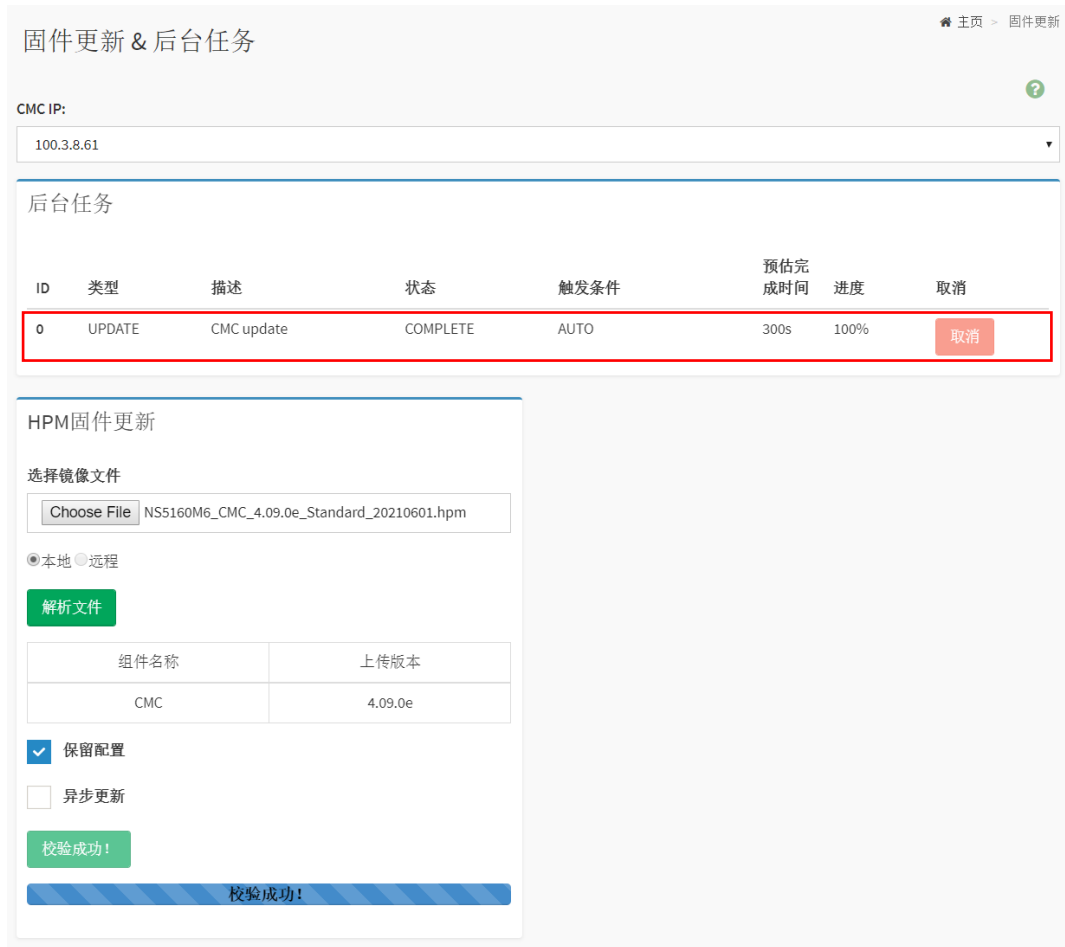 主页 > 固件更新
固件更新 & 后台任务
CMC IP:
100.3.8.61
后台任务
ID 类型 描述 状态 触发条件 预估完成时间 进度 取消
0 UPDATE CMC update COMPLETE AUTO 300s 100% 取消
HPM固件更新
选择镜像文件
Choose File NS5160M6_CMC_4.09.0e_Standard_20210601.hpm
本地 远程
解析文件
组件名称 上传版本
CMC 4.09.0e
保留配置
异步更新
校验成功!
校验成功!